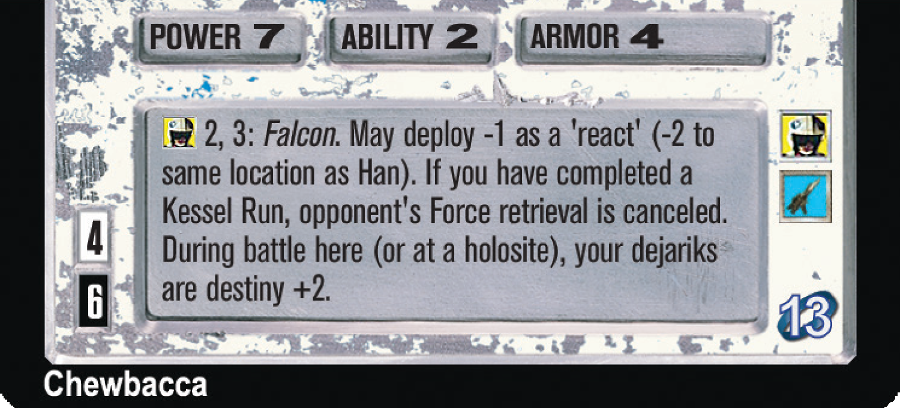 POWER 7 ABILITY 2 ARMOR 4
2, 3: Falcon. May deploy -1 as a 'react' (-2 to
same location as Han). If you have completed a
Kessel Run, opponent's Force retrieval is canceled.
During battle here (or at a holosite), your dejariks
are destiny +2.
4
6
13
Chewbacca